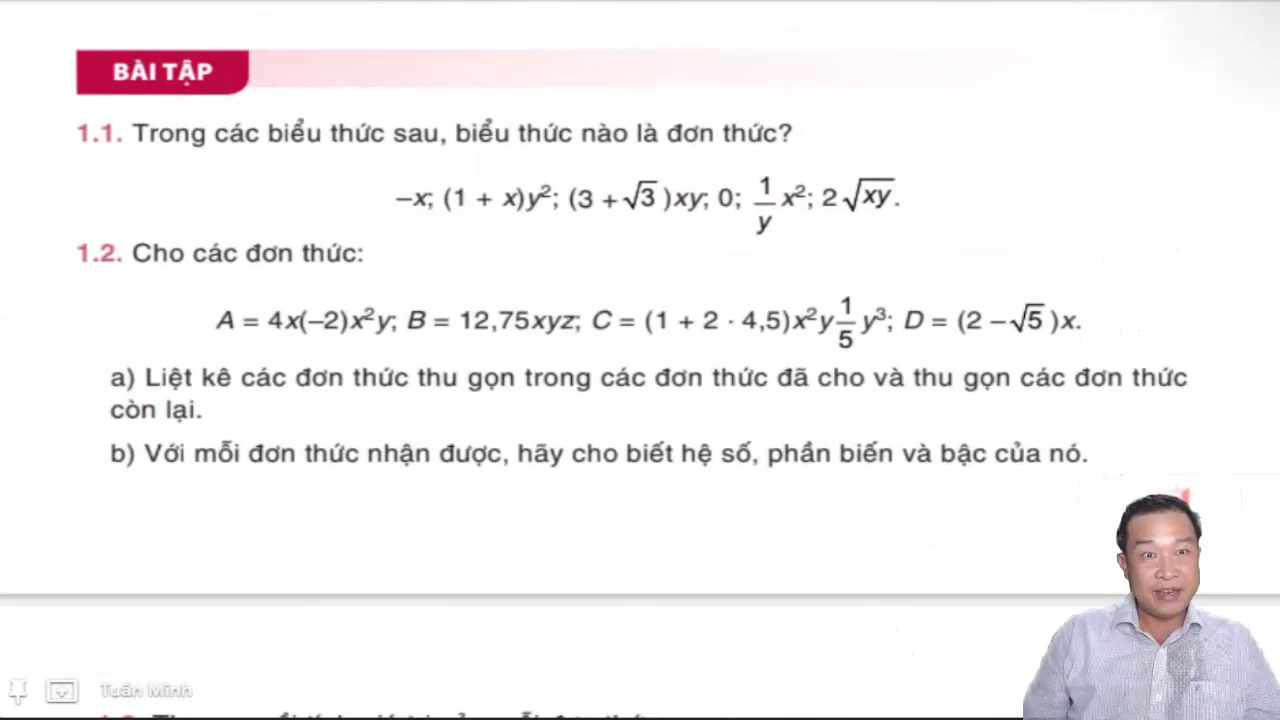 BÀI TẬP
1.1. Trong các biểu thức sau, biểu thức nào là đơn thức?
−x; (1 + x)y²; (3 + √3)xy; 0; 1/y x²; 2√xy.
1.2. Cho các đơn thức:
A = 4x(−2)x²y; B = 12,75xyz; C = (1 + 2 · 4,5)x²y 1/5 y³; D = (2 − √5)x.
a) Liệt kê các đơn thức thu gọn trong các đơn thức đã cho và thu gọn các đơn thức
còn lại.
b) Với mỗi đơn thức nhận được, hãy cho biết hệ số, phần biến và bậc của nó.
Tuấn Minh